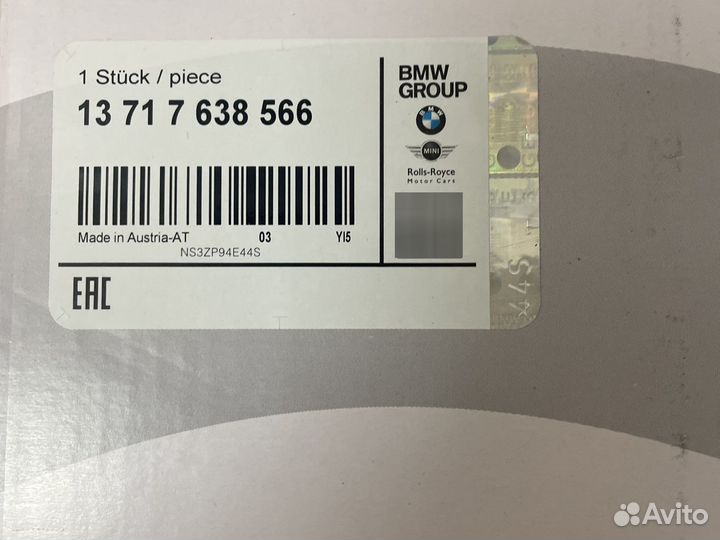 1 Stück / piece
13 71 7 638 566
Made in Austria-AT 03 YI5
NS3ZP94E44S
EAC
BMW
GROUP
BMW
MINI
Rolls-Royce
Motor Cars
Avito